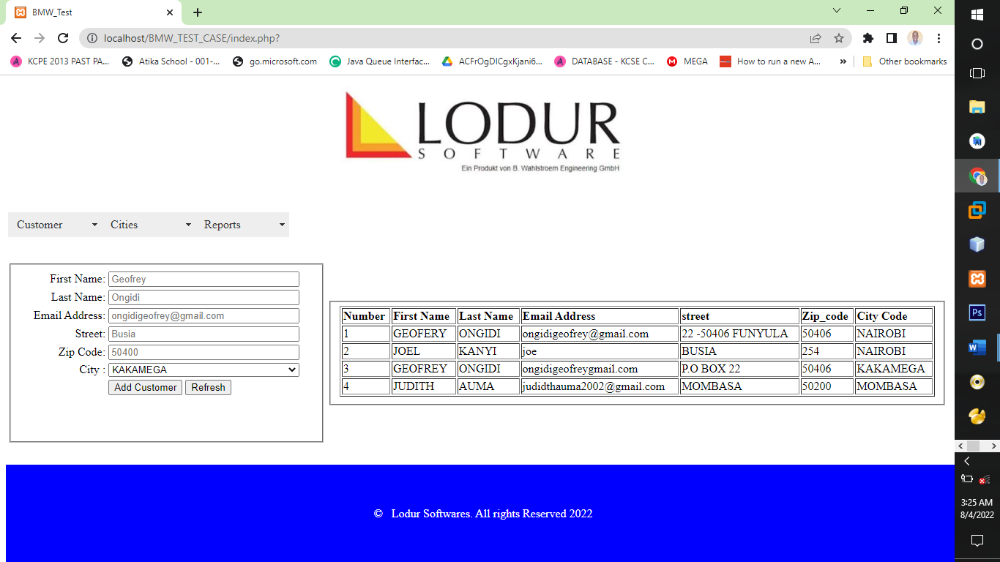 BMW_Test
localhost/BMW_TEST_CASE/index.php?
KCPE 2013 PAST PA... Atika School - 001-... go.microsoft.com Java Queue Interfac... ACFrOgDICgxKjani6... DATABASE - KCSE C... MEGA How to run a new A... » Other bookmarks
LODUR
SOFTWARE
Ein Produkt von B. Wahlstroem Engineering GmbH
Customer Cities Reports
First Name: Geofrey
Last Name: Ongidi
Email Address: ongidigeofrey@gmail.com
Street: Busia
Zip Code: 50400
City : KAKAMEGA
Add Customer Refresh
Number First Name Last Name Email Address street Zip_code City Code
1 GEOFERY ONGIDI ongidigeofrey@gmail.com 22 -50406 FUNYULA 50406 NAIROBI
2 JOEL KANYI joe BUSIA 254 NAIROBI
3 GEOFREY ONGIDI ongidigeofreygmail.com P.O BOX 22 50406 KAKAMEGA
4 JUDITH AUMA judidthauma2002@gmail.com MOMBASA 50200 MOMBASA
© Lodur Softwares. All rights Reserved 2022
Ps
3:25 AM
8/4/2022